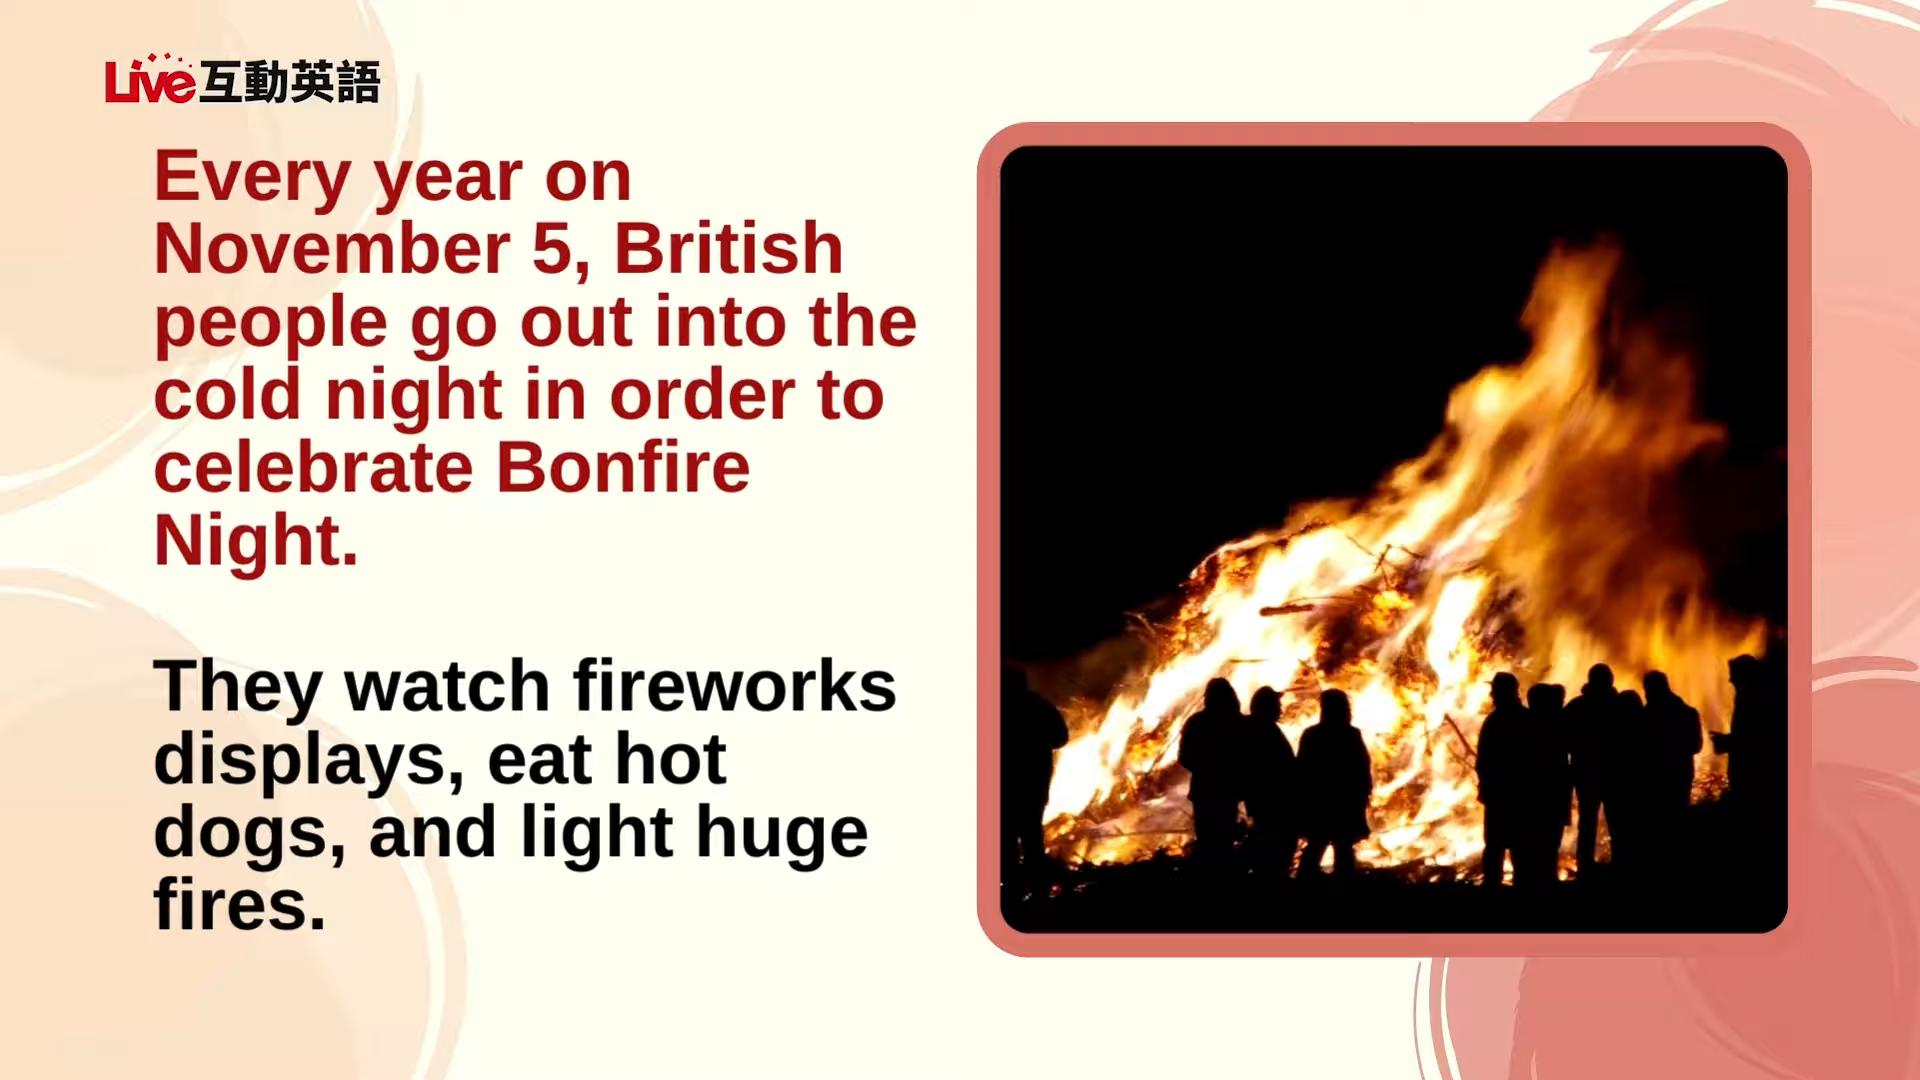 Live互動英語
Every year on
November 5, British
people go out into the
cold night in order to
celebrate Bonfire
Night.
They watch fireworks
displays, eat hot
dogs, and light huge
fires.